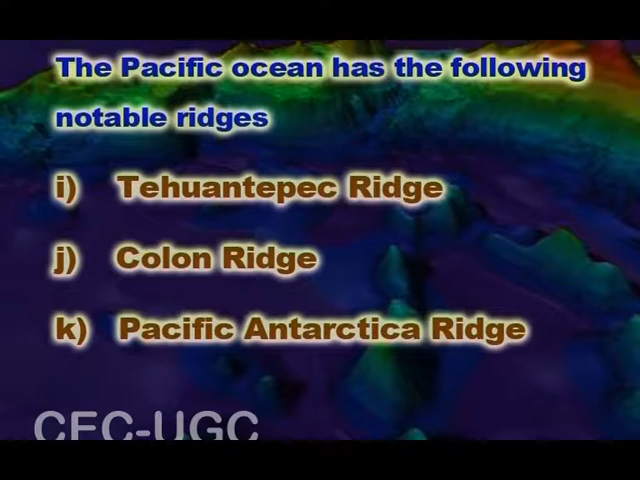 The Pacific ocean has the following
notable ridges
i) Tehuantepec Ridge
j) Colon Ridge
k) Pacific Antarctica Ridge
CEC-UGC